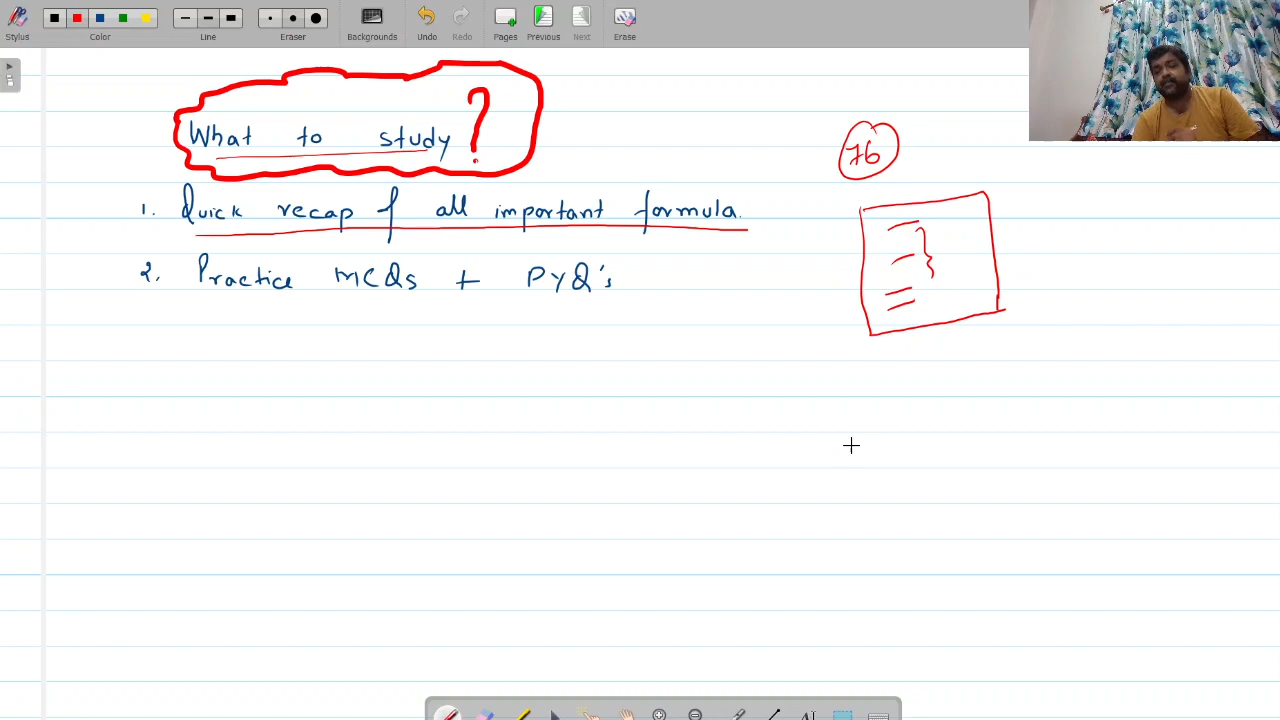 Stylus Color Line Eraser Backgrounds Undo Redo Pages Previous Next Erase
What to study ?
76
1. Quick recap of all important formula.
2. Practice MCQs + PYQ's